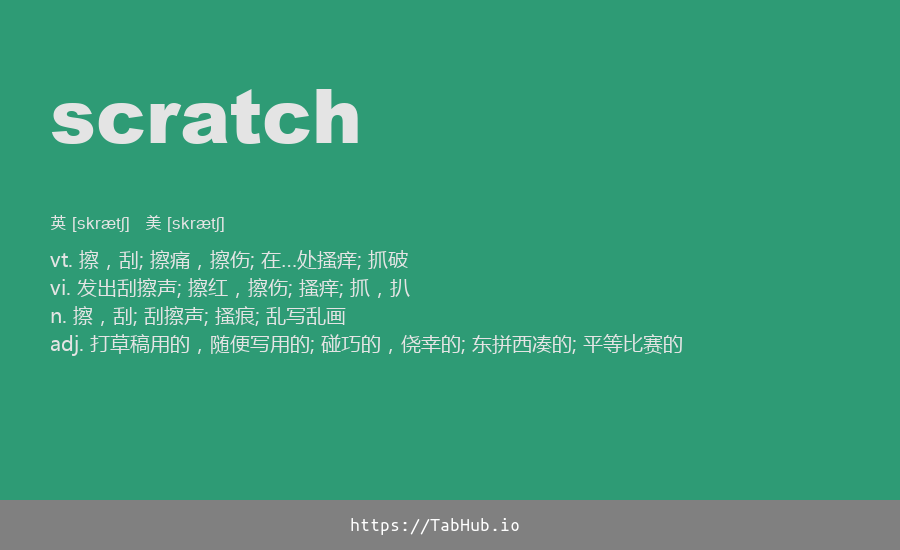 scratch
英 [skrætʃ] 美 [skrætʃ]
vt. 擦，刮; 擦痛，擦伤; 在...处搔痒; 抓破
vi. 发出刮擦声; 擦红，擦伤; 搔痒; 抓，扒
n. 擦，刮; 刮擦声; 搔痕; 乱写乱画
adj. 打草稿用的，随便写用的; 碰巧的，侥幸的; 东拼西凑的; 平等比赛的
https://TabHub.io